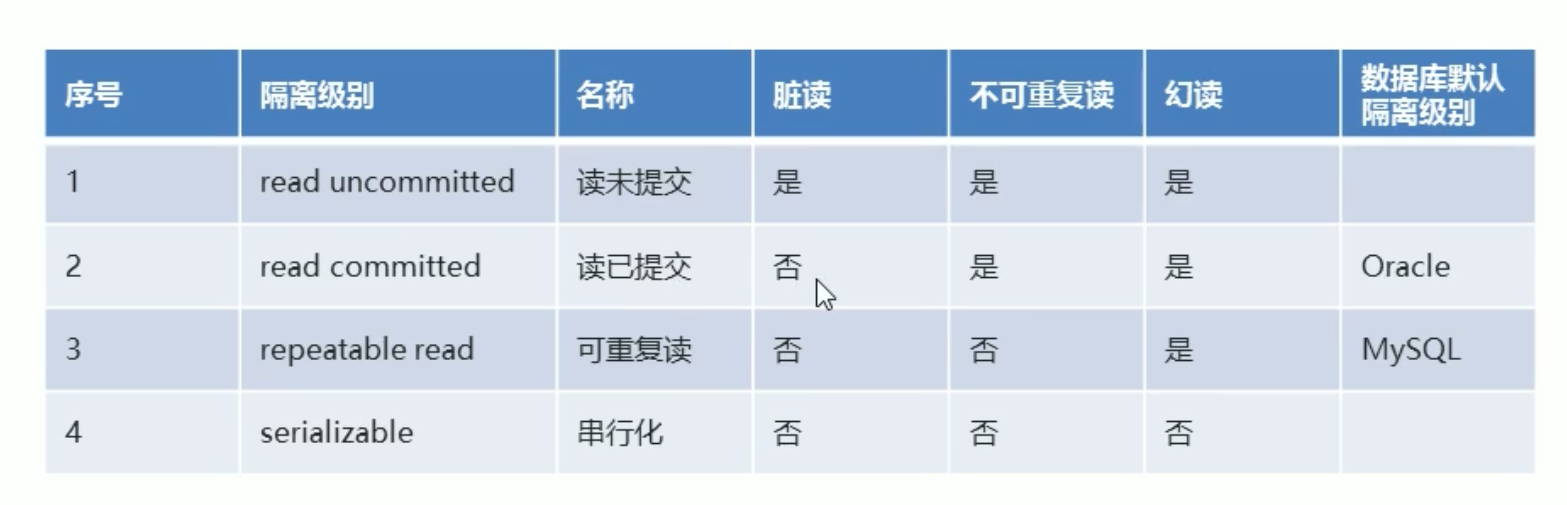 序号 隔离级别 名称 脏读 不可重复读 幻读 数据库默认
隔离级别
1 read uncommitted 读未提交 是 是 是
2 read committed 读已提交 否 是 是 Oracle
3 repeatable read 可重复读 否 否 是 MySQL
4 serializable 串行化 否 否 否